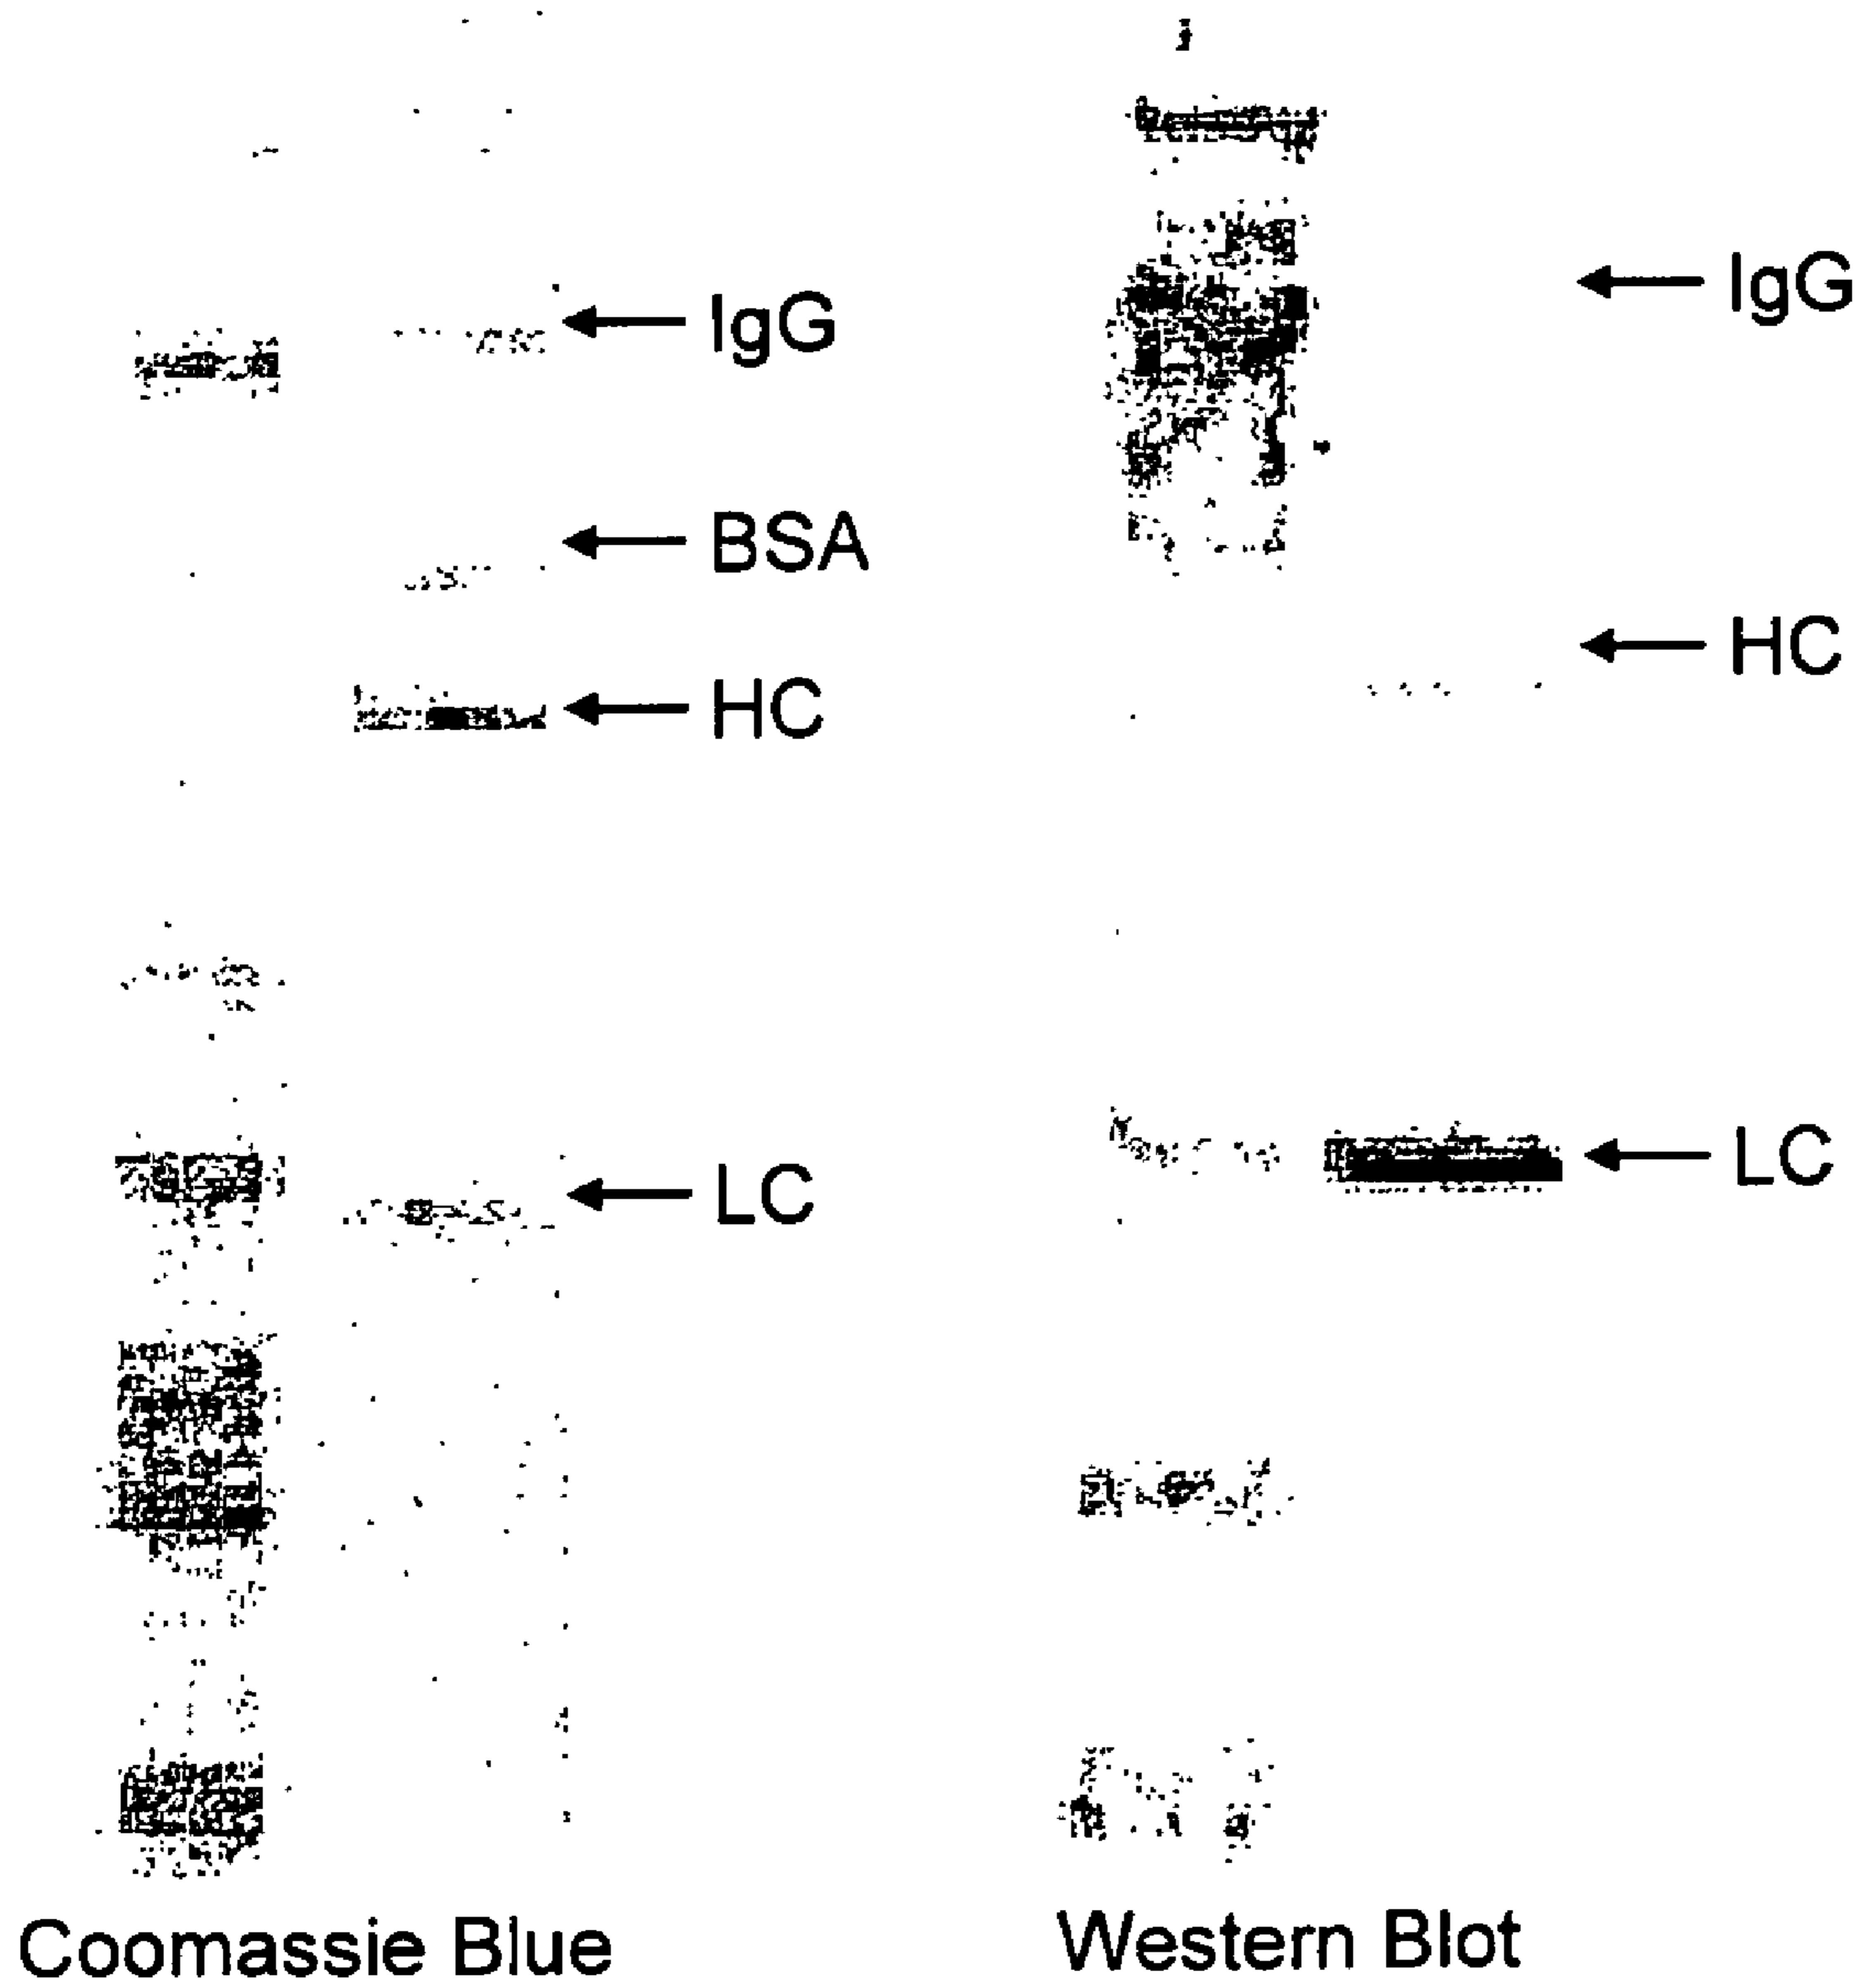 IgG
BSA
HC
LC
Coomassie Blue
IgG
HC
LC
Western Blot